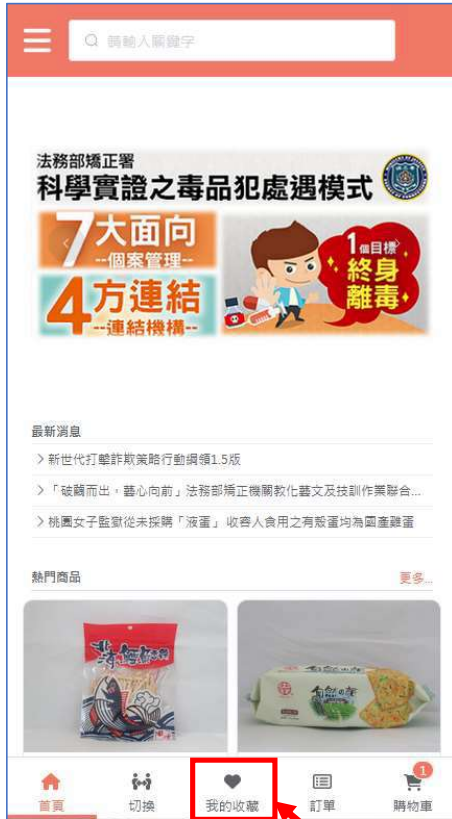 請輸入關鍵字
法務部矯正署
科學實證之毒品犯處遇模式
7大面向
--個案管理--
4方連結
--連結機構--
1個目標
終身
離毒
最新消息
新世代打擊詐欺策略行動綱領1.5版
「破繭而出，藝心向前」法務部矯正機關教化藝文及技訓作業聯合...
桃園女子監獄從未採購「液蛋」 收容人食用之有殼蛋均為國產雞蛋
熱門商品
更多...
自然の
1
首頁
切換
我的收藏
訂單
購物車